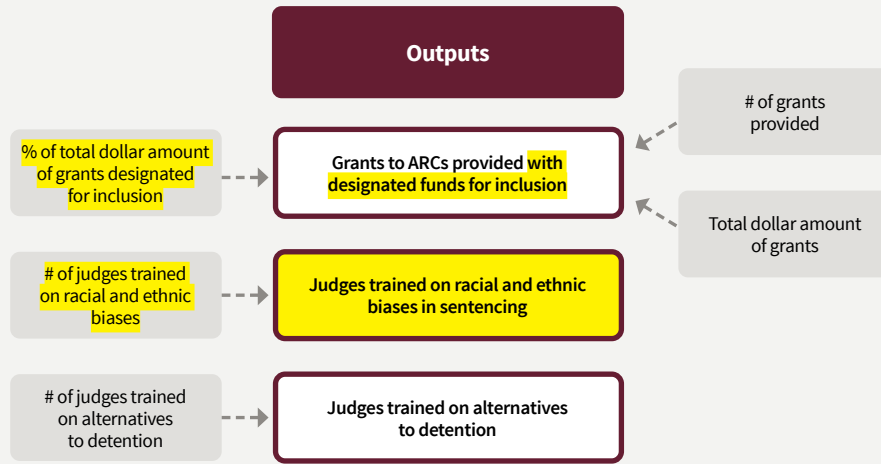 Outputs
# of grants
provided
% of total dollar amount
of grants designated
for inclusion
Grants to ARCs provided with
designated funds for inclusion
Total dollar amount
of grants
# of judges trained
on racial and ethnic
biases
Judges trained on racial and ethnic
biases in sentencing
# of judges trained
on alternatives
to detention
Judges trained on alternatives
to detention